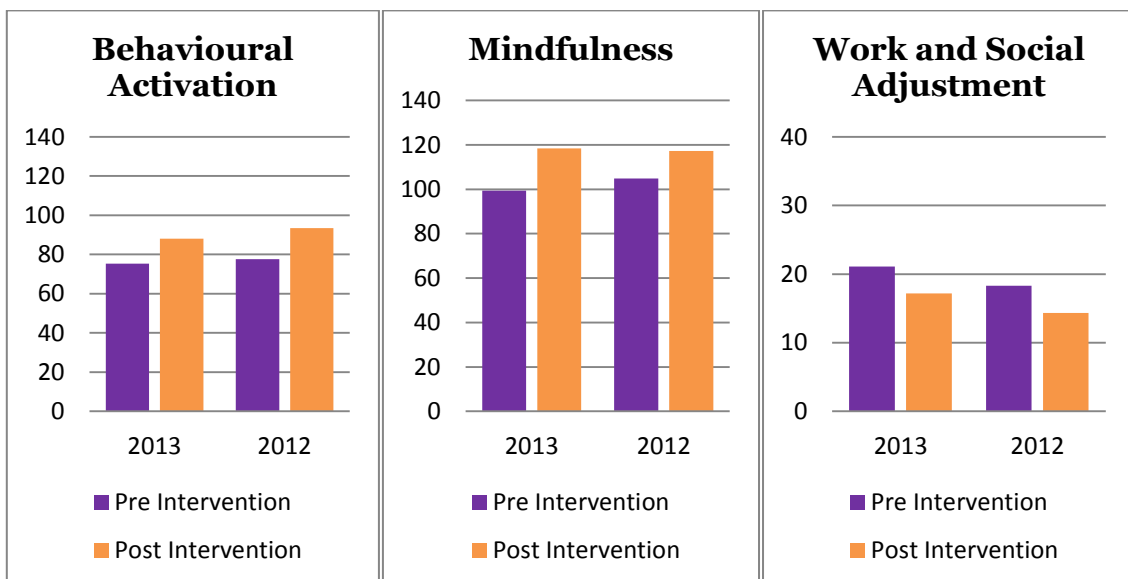 Behavioural
Activation
140
120
100
80
60
40
20
0
2013
2012
Pre Intervention
Post Intervention
Mindfulness
140
120
100
80
60
40
20
0
2013
2012
Pre Intervention
Post Intervention
Work and Social
Adjustment
40
30
20
10
0
2013
2012
Pre Intervention
Post Intervention